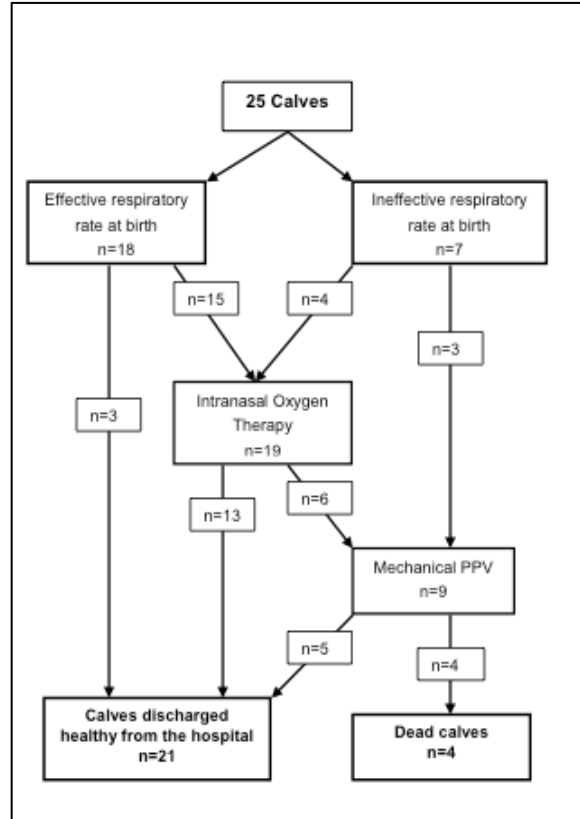 25 Calves
Effective respiratory
rate at birth
n=18
Ineffective respiratory
rate at birth
n=7
n=15
n=4
n=3
n=3
Intranasal Oxygen
Therapy
n=19
n=6
n=13
Mechanical PPV
n=9
n=5
n=4
Calves discharged
healthy from the hospital
n=21
Dead calves
n=4